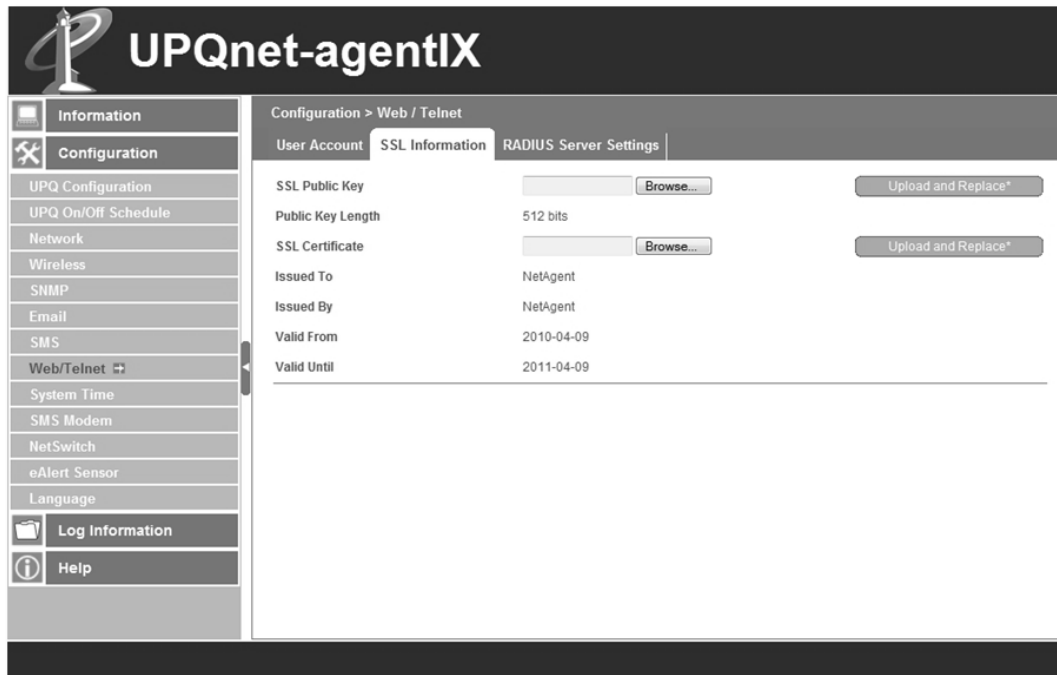 UPQnet-agentIX
Information
Configuration
UPQ Configuration
UPQ On/Off Schedule
Network
Wireless
SNMP
Email
SMS
Web/Telnet
System Time
SMS Modem
NetSwitch
eAlert Sensor
Language
Log Information
Help
Configuration > Web / Telnet
User Account SSL Information RADIUS Server Settings
SSL Public Key Browse... Upload and Replace*
Public Key Length 512 bits
SSL Certificate Browse... Upload and Replace*
Issued To NetAgent
Issued By NetAgent
Valid From 2010-04-09
Valid Until 2011-04-09